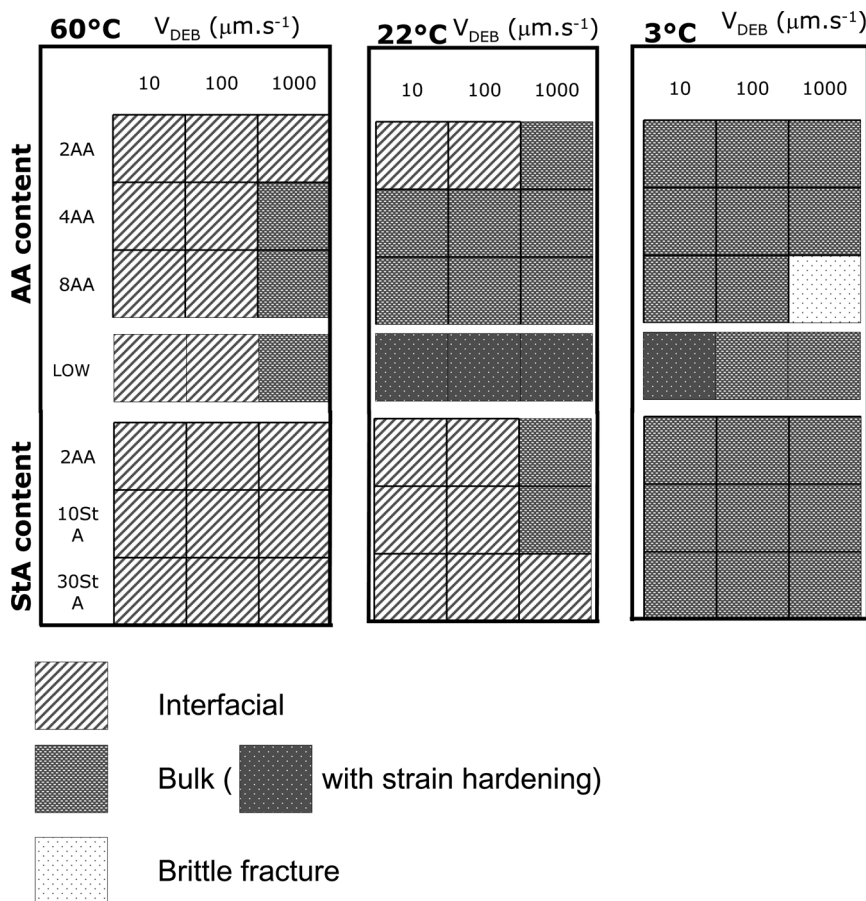 60°C V_DEB (μm.s⁻¹) 22°C V_DEB (μm.s⁻¹) 3°C V_DEB (μm.s⁻¹)
10 100 1000 10 100 1000 10 100 1000
AA content
2AA
4AA
8AA
LOW
StA content
2AA
10St
A
30St
A
Interfacial
Bulk ( with strain hardening)
Brittle fracture